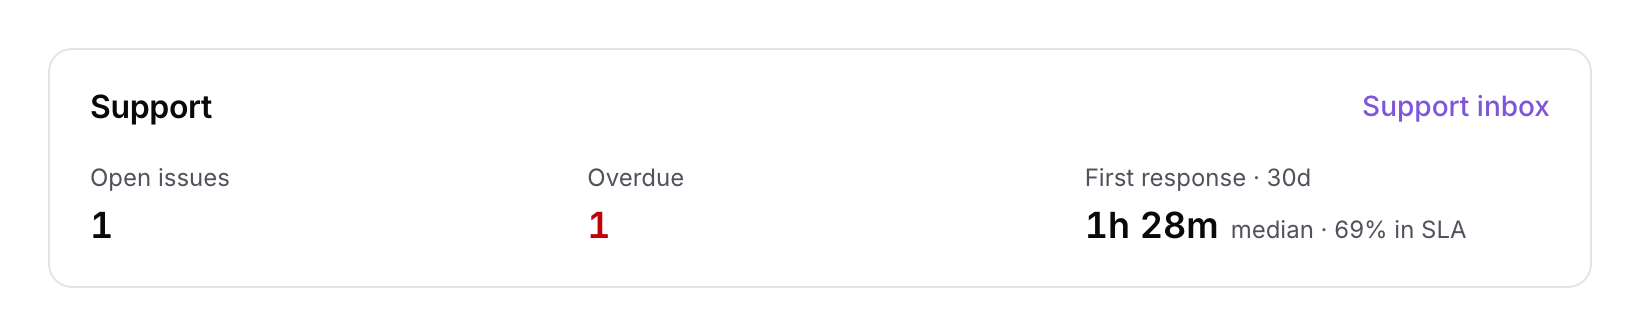 Support
Support inbox
Open issues
1
Overdue
1
First response · 30d
1h 28m median · 69% in SLA